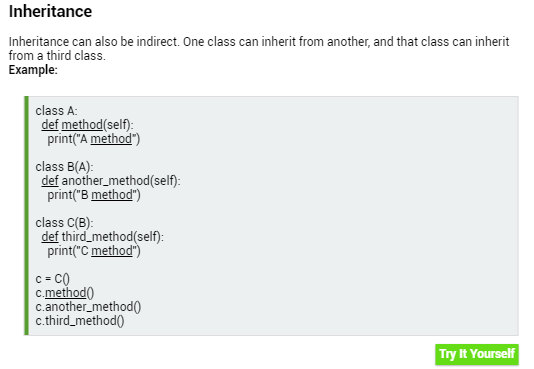 Inheritance
Inheritance can also be indirect. One class can inherit from another, and that class can inherit
from a third class.
Example:
class A:
def method(self):
print("A method")
class B(A):
def another_method(self):
print("B method")
class C(B):
def third_method(self):
print("C method")
c = C()
c.method()
c.another_method()
c.third_method()
Try It Yourself